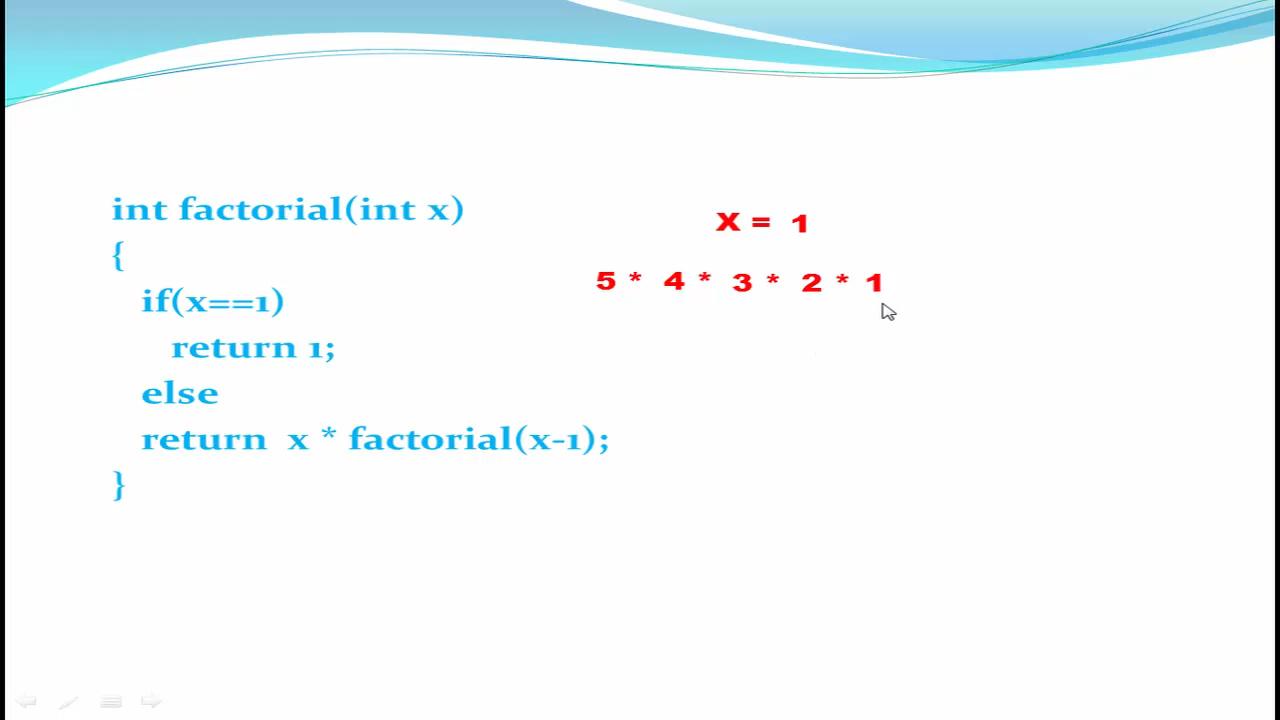 int factorial(int x)
{
if(x==1)
return 1;
else
return x * factorial(x-1);
}
X = 1
5 * 4 * 3 * 2 * 1